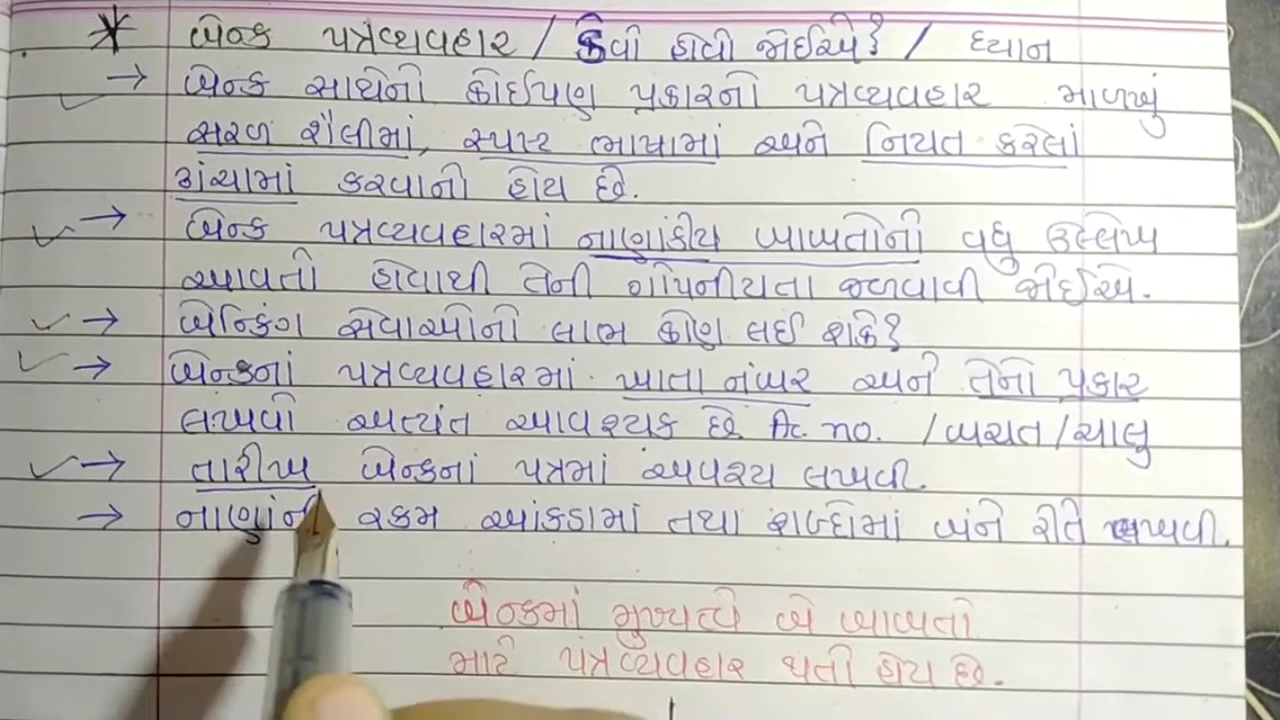 * બેન્ક પત્રવ્યવહાર / કેવો હોવો જોઈએ? / ધ્યાન
→ બેન્ક સાથેનો કોઈપણ પ્રકારનો પત્રવ્યવહાર માળખું
સરળ શૈલીમાં, સ્પષ્ટ ભાષામાં અને નિયત કરેલાં
ઢાંચામાં કરવાનો હોય છે.
→ બેન્ક પત્રવ્યવહારમાં નાણાંકીય બાબતોનો વધુ ઉલ્લેખ
આવતો હોવાથી તેની ગોપનીયતા જળવાવી જોઈએ.
→ બેન્કિંગ સેવાઓનો લાભ કોણ લઈ શકે?
→ બેન્કનાં પત્રવ્યવહારમાં ખાતા નંબર અને તેનો પ્રકાર
લખવો અત્યંત આવશ્યક છે Ac. no. /બચત/ચાલુ
→ તારીખ બેન્કનાં પત્રમાં અવશ્ય લખવી.
→ નાણાંની રકમ આંકડામાં તથા શબ્દોમાં બંને રીતે લખવી.
બેન્કમાં મુખ્યત્વે બે બાબતો
માટે પત્રવ્યવહાર થતો હોય છે.